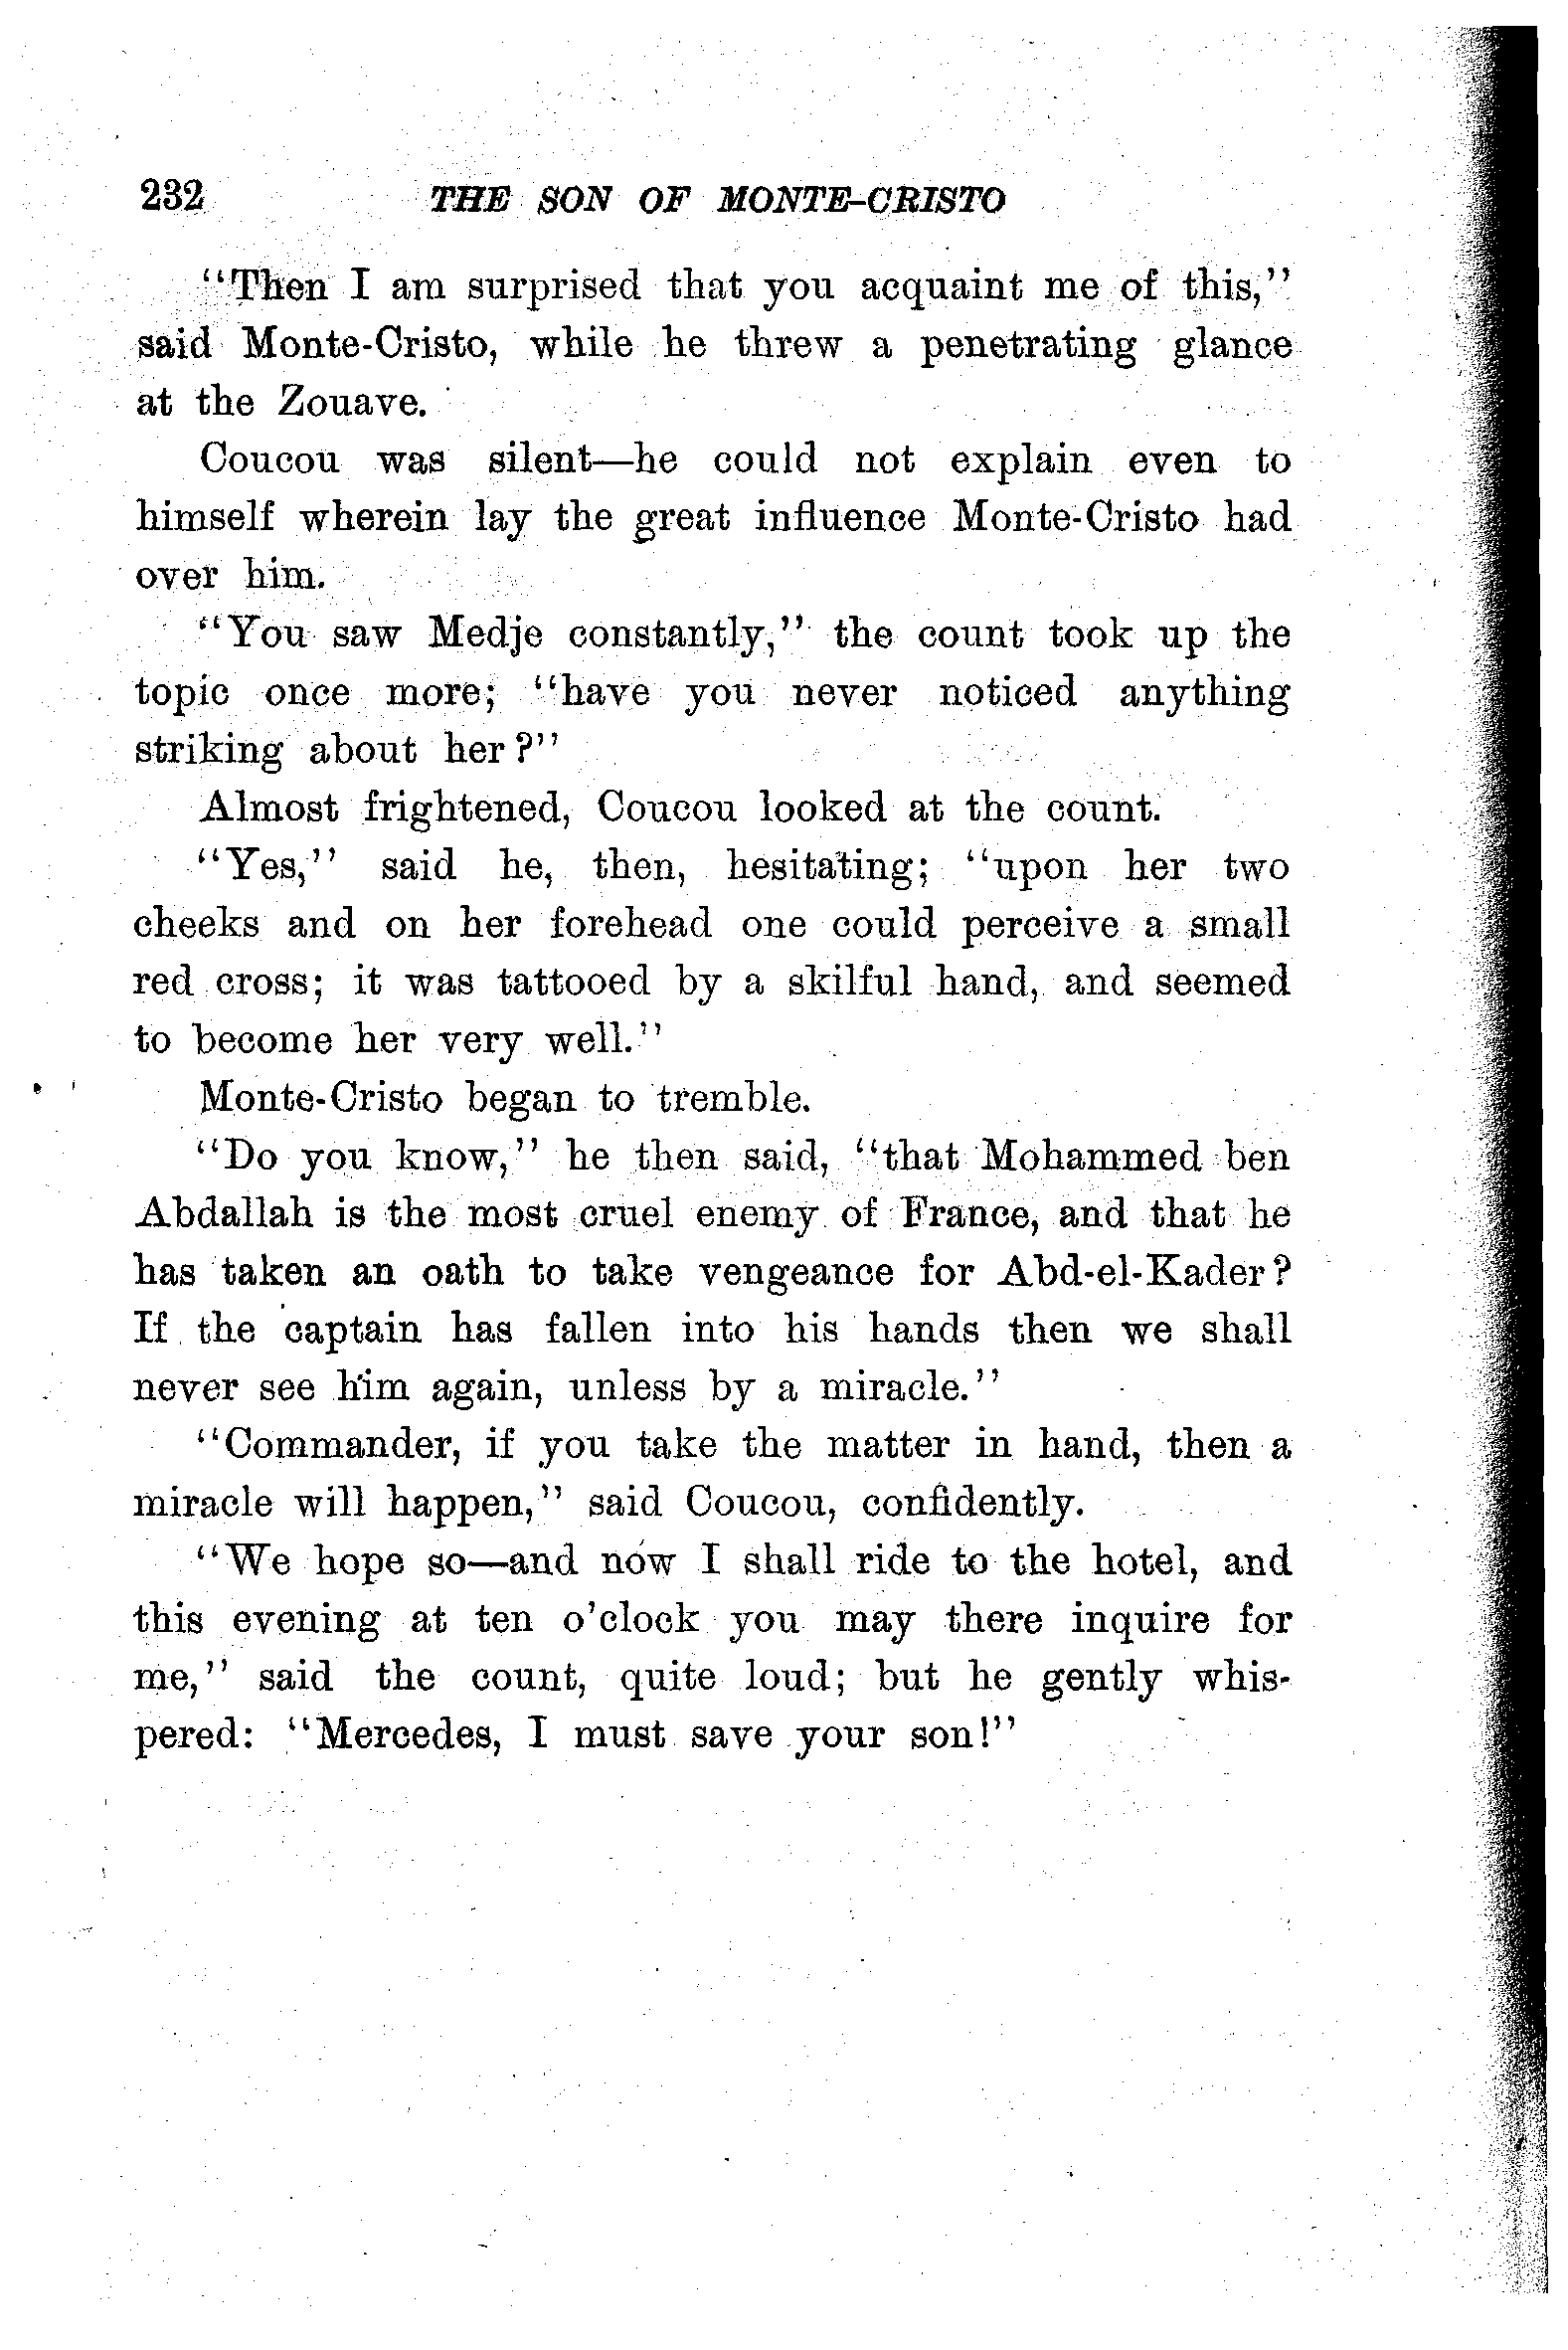 232 THE SON OF MONTE-CRISTO
"Then I am surprised that you acquaint me of this,"
said Monte-Cristo, while he threw a penetrating glance
at the Zouave.
Coucou was silent—he could not explain even to
himself wherein lay the great influence Monte-Cristo had
over him.
"You saw Medje constantly," the count took up the
topic once more; "have you never noticed anything
striking about her?"
Almost frightened, Coucou looked at the count.
"Yes," said he, then, hesitating; "upon her two
cheeks and on her forehead one could perceive a small
red cross; it was tattooed by a skilful hand, and seemed
to become her very well."
Monte-Cristo began to tremble.
"Do you know," he then said, "that Mohammed ben
Abdallah is the most cruel enemy of France, and that he
has taken an oath to take vengeance for Abd-el-Kader?
If the captain has fallen into his hands then we shall
never see him again, unless by a miracle."
"Commander, if you take the matter in hand, then a
miracle will happen," said Coucou, confidently.
"We hope so—and now I shall ride to the hotel, and
this evening at ten o'clock you may there inquire for
me," said the count, quite loud; but he gently whis-
pered: "Mercedes, I must save your son!"